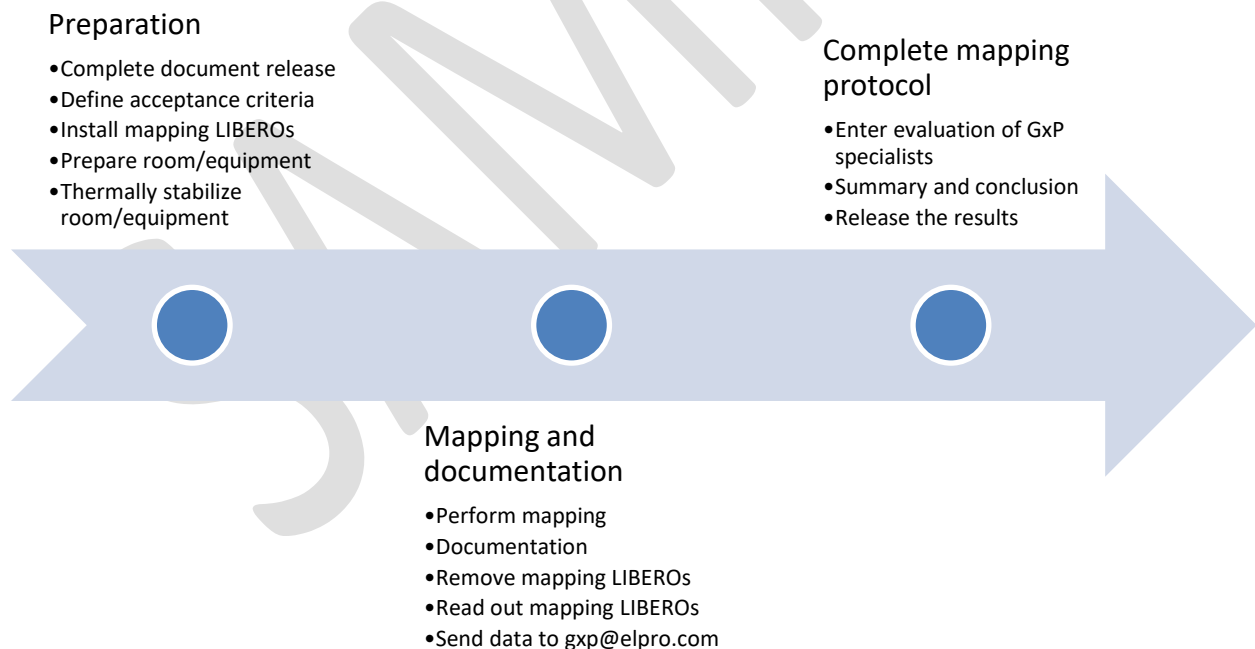 Preparation
•Complete document release
•Define acceptance criteria
•Install mapping LIBEROs
•Prepare room/equipment
•Thermally stabilize
room/equipment
Mapping and
documentation
•Perform mapping
•Documentation
•Remove mapping LIBEROs
•Read out mapping LIBEROs
•Send data to gxp@elpro.com
Complete mapping
protocol
•Enter evaluation of GxP
specialists
•Summary and conclusion
•Release the results